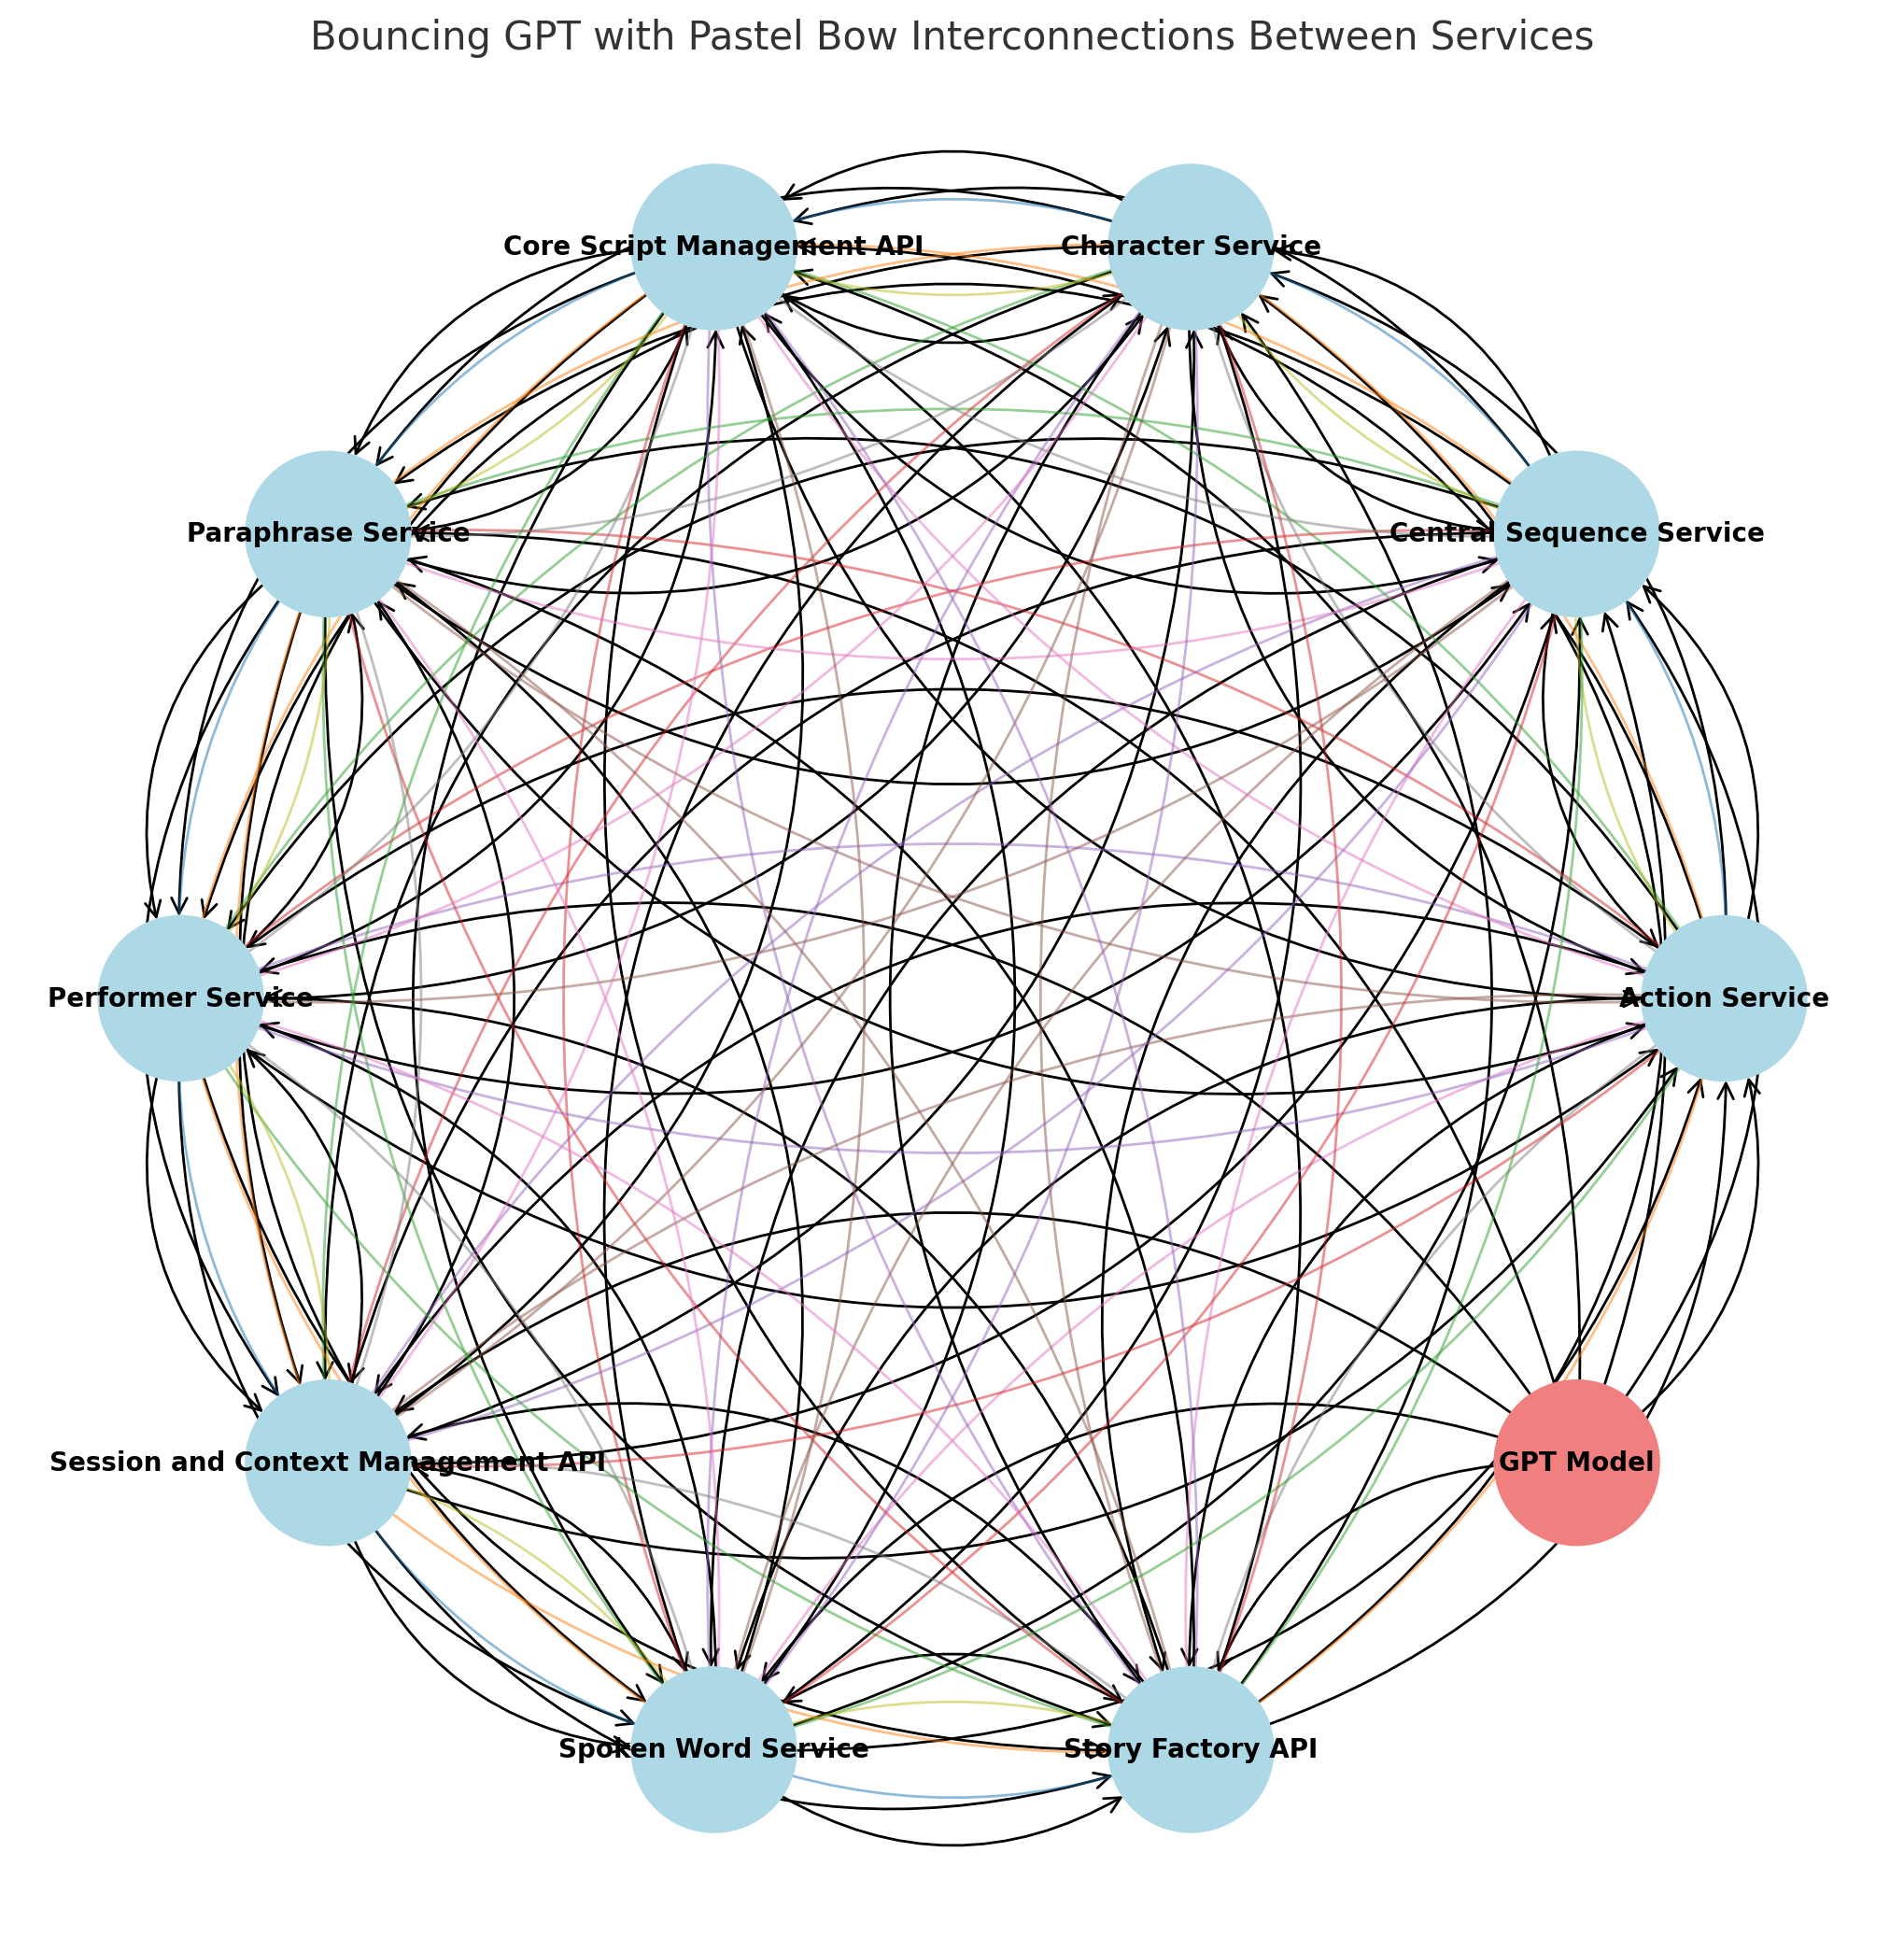 Bouncing GPT with Pastel Bow Interconnections Between Services
Core Script Management API
Character Service
Paraphrase Service
Central Sequence Service
Performer Service
Action Service
Session and Context Management API
GPT Model
Spoken Word Service
Story Factory API